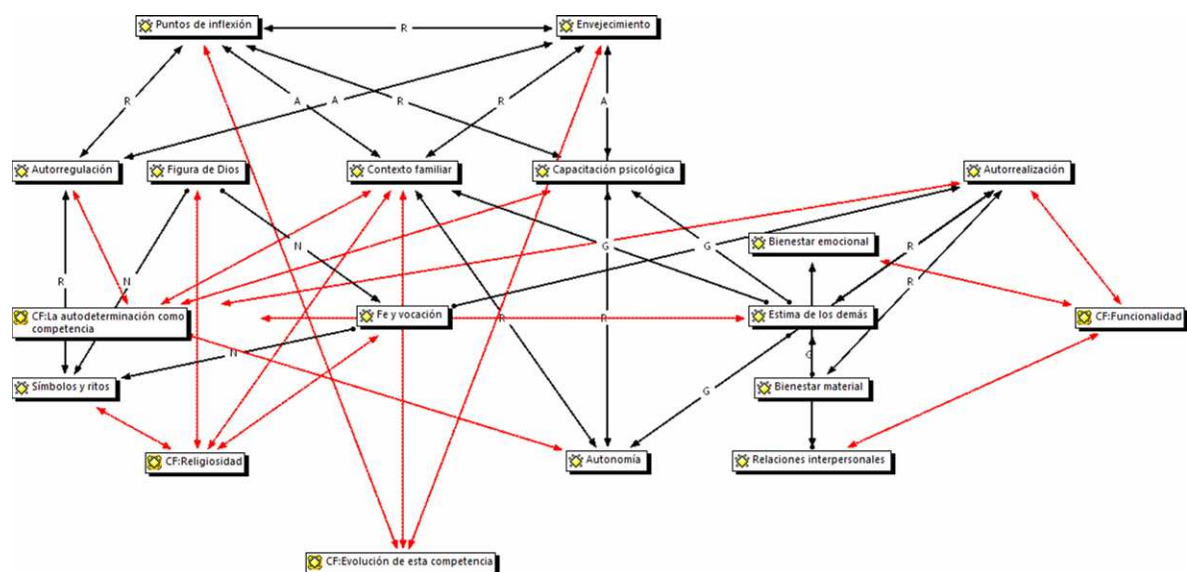 Puntos de inflexión
R
Envejecimiento
R
A
A
R
R
A
Autorregulación
Figura de Dios
Contexto familiar
Capacitación psicológica
Autorrealización
Bienestar emocional
N
G
G
G
R
R
R
N
CF:La autodeterminación como
competencia
Fe y vocación
R
R
Estima de los demás
CF:Funcionalidad
N
G
Símbolos y ritos
Bienestar material
G
CF:Religiosidad
Autonomía
Relaciones interpersonales
CF:Evolución de esta competencia